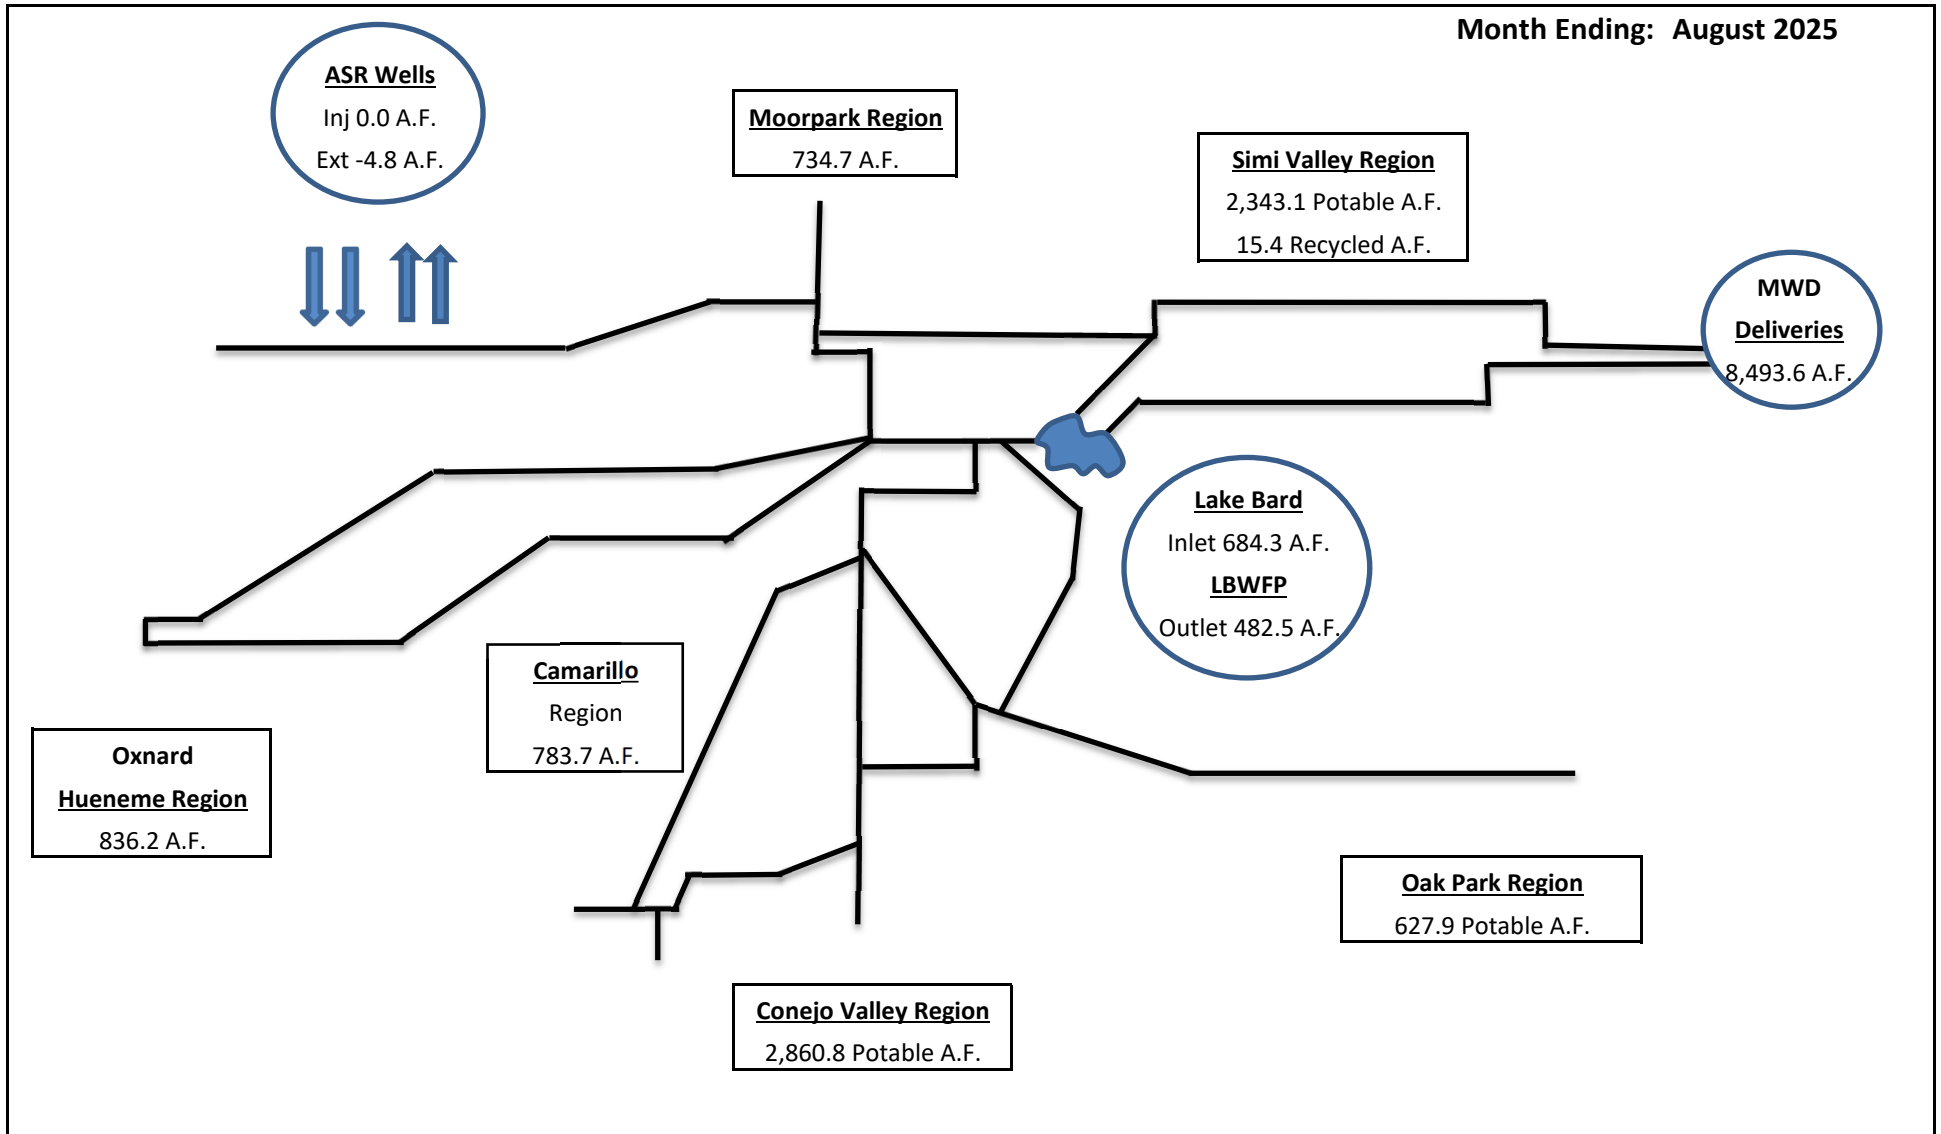 Month Ending: August 2025
ASR Wells
Inj 0.0 A.F.
Ext -4.8 A.F.
Moorpark Region
734.7 A.F.
Simi Valley Region
2,343.1 Potable A.F.
15.4 Recycled A.F.
MWD
Deliveries
8,493.6 A.F.
Lake Bard
Inlet 684.3 A.F.
LBWFP
Outlet 482.5 A.F.
Camarillo
Region
783.7 A.F.
Oxnard
Hueneme Region
836.2 A.F.
Oak Park Region
627.9 Potable A.F.
Conejo Valley Region
2,860.8 Potable A.F.